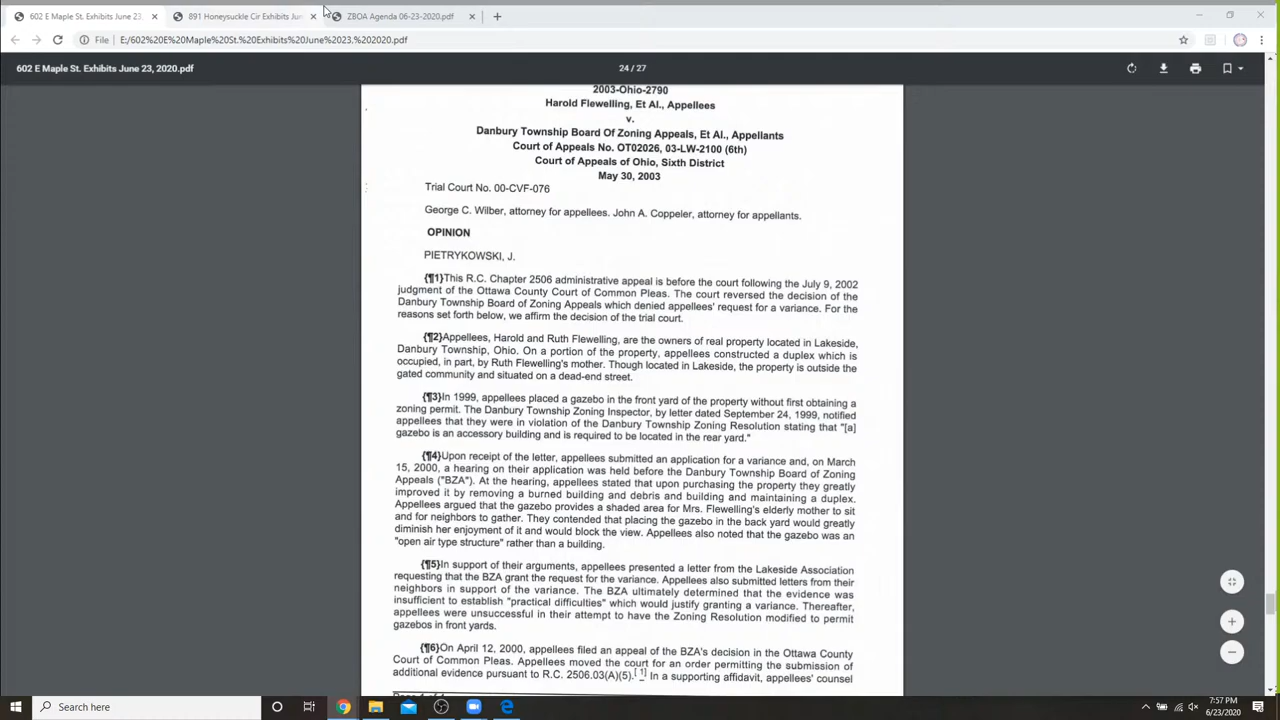 602 E Maple St. Exhibits June 23,
891 Honeysuckle Cir Exhibits Jun
ZBOA Agenda 06-23-2020.pdf
File
E:/602%20E%20Maple%20St.%20Exhibits%20June%2023,%202020.pdf
602 E Maple St. Exhibits June 23, 2020.pdf
24 / 27
2003-Ohio-2790
Harold Flewelling, Et Al., Appellees
v.
Danbury Township Board Of Zoning Appeals, Et Al., Appellants
Court of Appeals No. OT02026, 03-LW-2100 (6th)
Court of Appeals of Ohio, Sixth District
May 30, 2003
Trial Court No. 00-CVF-076
George C. Wilber, attorney for appellees. John A. Coppeler, attorney for appellants.
OPINION
PIETRYKOWSKI, J.
{¶1}This R.C. Chapter 2506 administrative appeal is before the court following the July 9, 2002
judgment of the Ottawa County Court of Common Pleas. The court reversed the decision of the
Danbury Township Board of Zoning Appeals which denied appellees' request for a variance. For the
reasons set forth below, we affirm the decision of the trial court.
{¶2}Appellees, Harold and Ruth Flewelling, are the owners of real property located in Lakeside,
Danbury Township, Ohio. On a portion of the property, appellees constructed a duplex which is
occupied, in part, by Ruth Flewelling's mother. Though located in Lakeside, the property is outside the
gated community and situated on a dead-end street.
{¶3}In 1999, appellees placed a gazebo in the front yard of the property without first obtaining a
zoning permit. The Danbury Township Zoning Inspector, by letter dated September 24, 1999, notified
appellees that they were in violation of the Danbury Township Zoning Resolution stating that "[a]
gazebo is an accessory building and is required to be located in the rear yard."
{¶4}Upon receipt of the letter, appellees submitted an application for a variance and, on March
15, 2000, a hearing on their application was held before the Danbury Township Board of Zoning
Appeals ("BZA"). At the hearing, appellees stated that upon purchasing the property they greatly
improved it by removing a burned building and debris and building and maintaining a duplex.
Appellees argued that the gazebo provides a shaded area for Mrs. Flewelling's elderly mother to sit
and for neighbors to gather. They contended that placing the gazebo in the back yard would greatly
diminish her enjoyment of it and would block the view. Appellees also noted that the gazebo was an
"open air type structure" rather than a building.
{¶5}In support of their arguments, appellees presented a letter from the Lakeside Association
requesting that the BZA grant the request for the variance. Appellees also submitted letters from their
neighbors in support of the variance. The BZA ultimately determined that the evidence was
insufficient to establish "practical difficulties" which would justify granting a variance. Thereafter,
appellees were unsuccessful in their attempt to have the Zoning Resolution modified to permit
gazebos in front yards.
{¶6}On April 12, 2000, appellees filed an appeal of the BZA's decision in the Ottawa County
Court of Common Pleas. Appellees moved the court for an order permitting the submission of
additional evidence pursuant to R.C. 2506.03(A)(5).[ 1] In a supporting affidavit, appellees' counsel
Search here
7:57 PM
6/23/2020